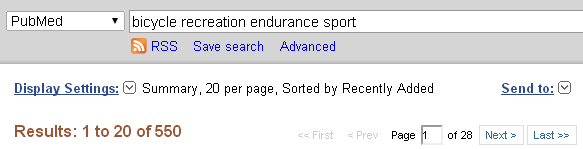 PubMed bicycle recreation endurance sport
RSS Save search Advanced
Display Settings: Summary, 20 per page, Sorted by Recently Added Send to:
Results: 1 to 20 of 550 << First < Prev Page 1 of 28 Next > Last >>